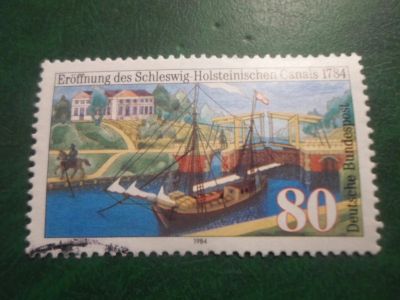 Eröffnung des Schleswig-Holsteinischen Canals 1784
Deutsche Bundespost
80
1984